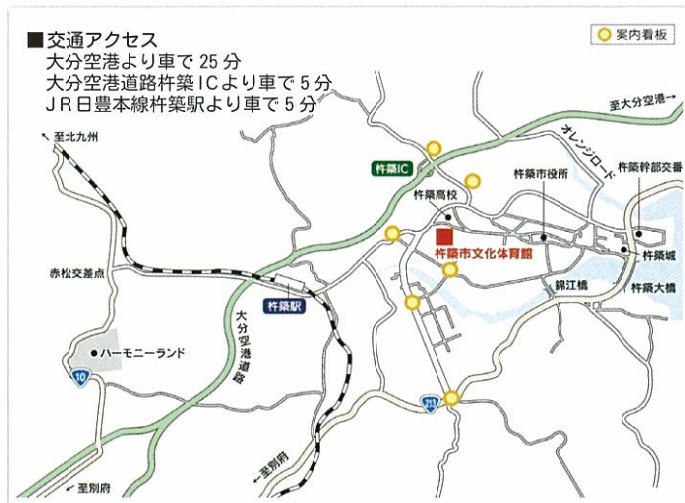 ■交通アクセス
大分空港より車で25分
大分空港道路杵築ICより車で5分
JR日豊本線杵築駅より車で5分
案内看板
至大分空港→
↖至北九州
オレンジロード
杵築IC
杵築高校
杵築市役所
杵築幹部交番
杵築市文化体育館
杵築城
赤松交差点
錦江橋
杵築大橋
杵築駅
大分空港道路
ハーモニーランド
10
213
←至別府
↙至別府